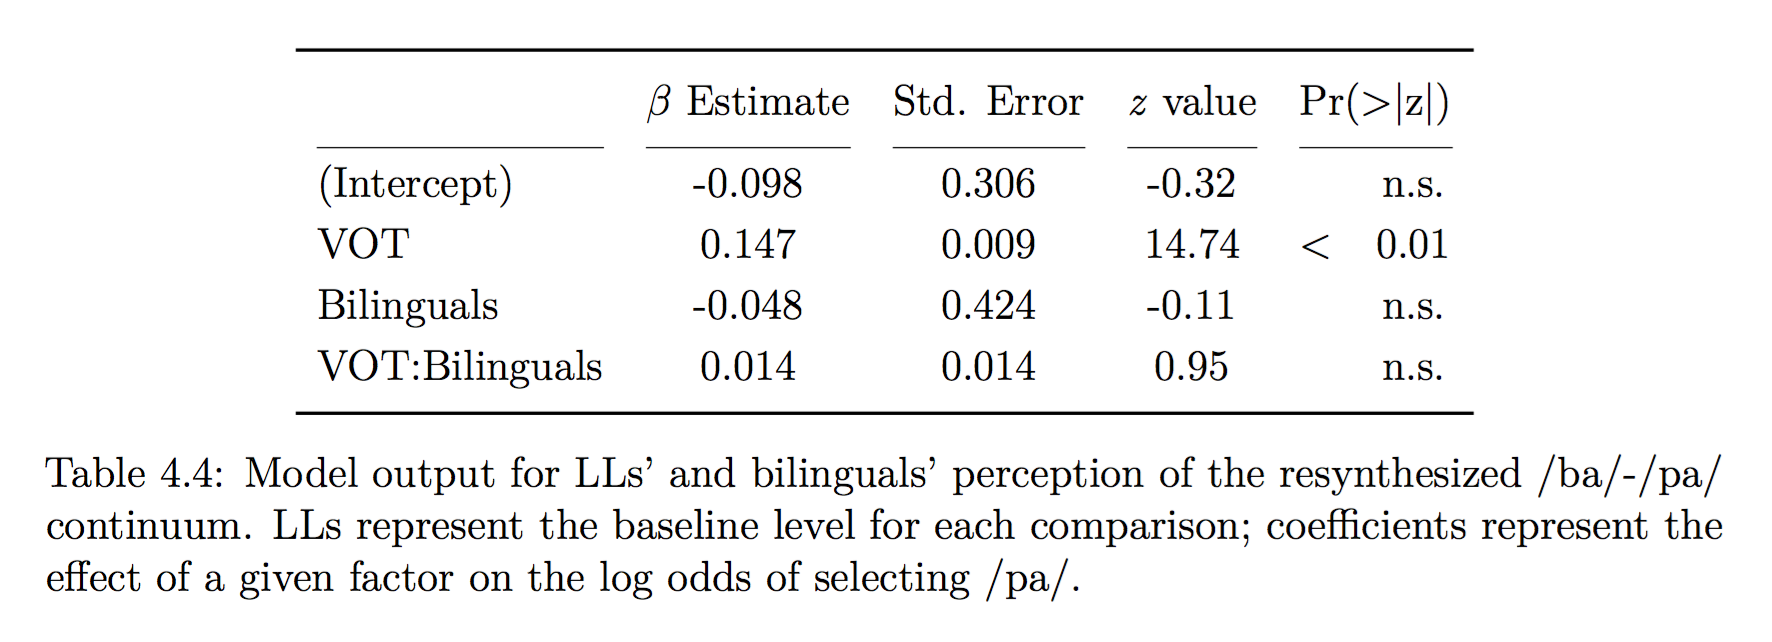 β Estimate Std. Error z value Pr(>|z|)
(Intercept) -0.098 0.306 -0.32 n.s.
VOT 0.147 0.009 14.74 < 0.01
Bilinguals -0.048 0.424 -0.11 n.s.
VOT:Bilinguals 0.014 0.014 0.95 n.s.
Table 4.4: Model output for LLs' and bilinguals' perception of the resynthesized /ba/-/pa/
continuum. LLs represent the baseline level for each comparison; coefficients represent the
effect of a given factor on the log odds of selecting /pa/.